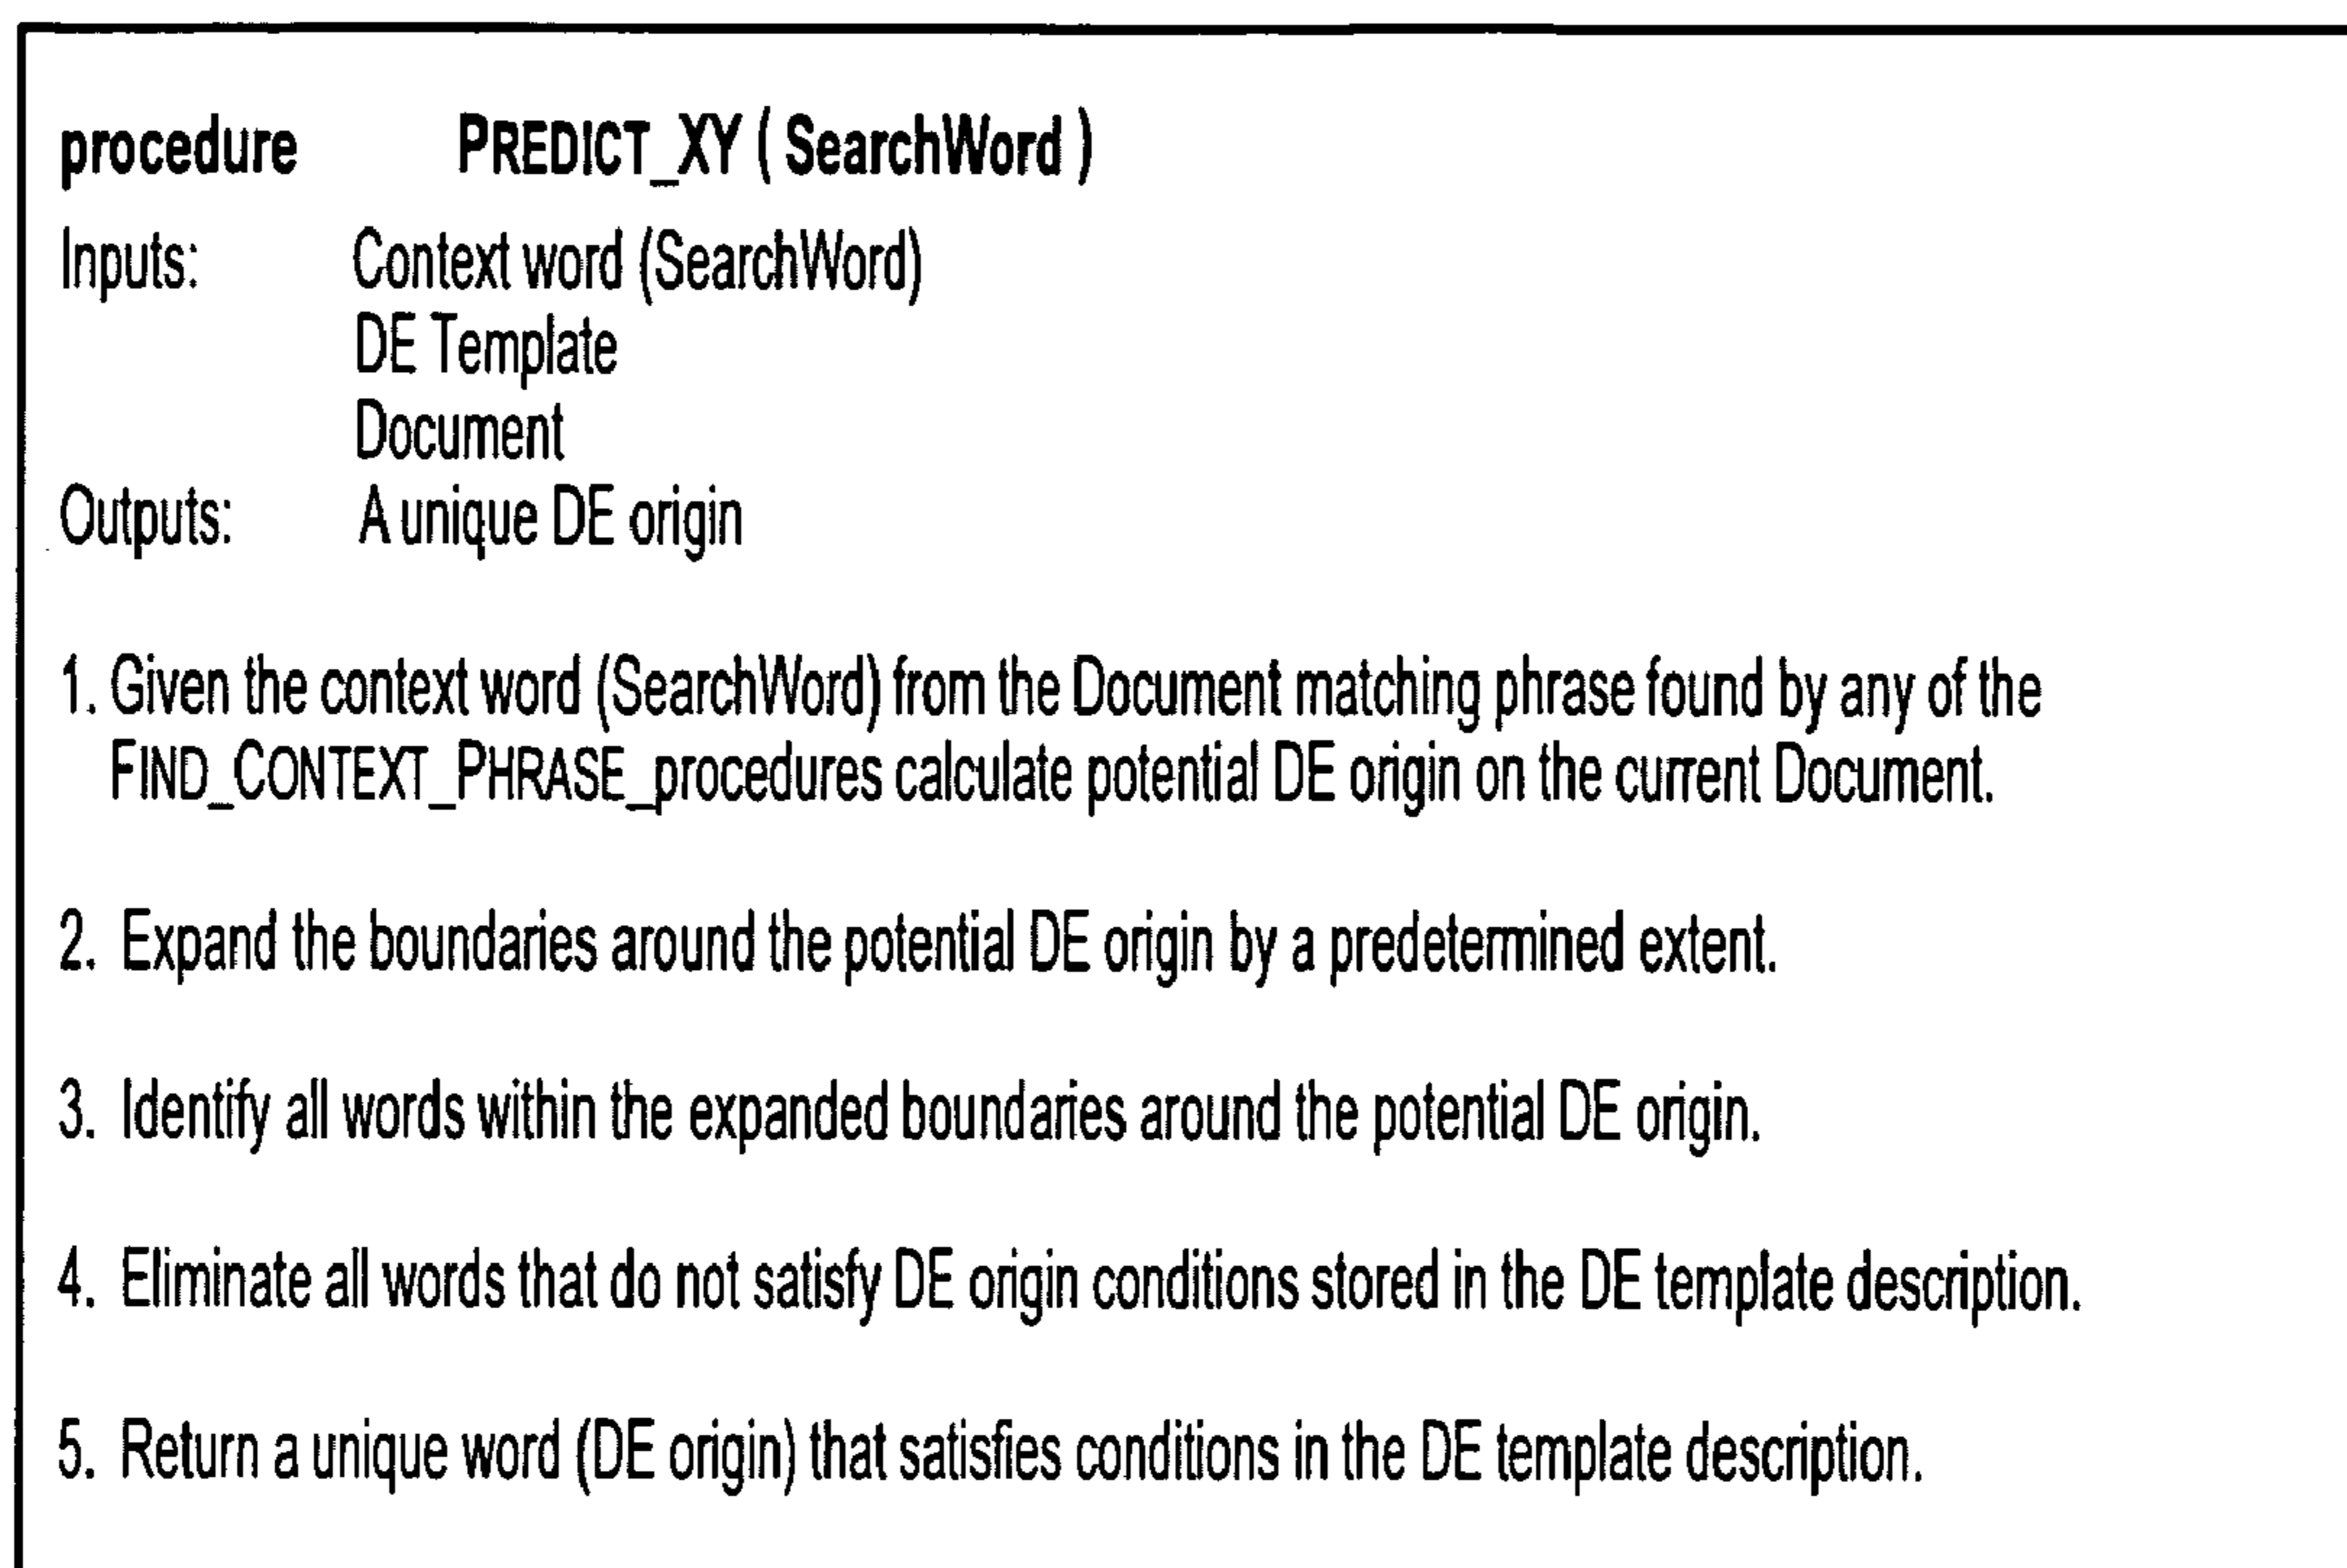 procedure PREDICT_XY ( SearchWord )
Inputs: Context word (SearchWord)
DE Template
Document
Outputs: A unique DE origin
1. Given the context word (SearchWord) from the Document matching phrase found by any of the
FIND_CONTEXT_PHRASE_procedures calculate potential DE origin on the current Document.
2. Expand the boundaries around the potential DE origin by a predetermined extent.
3. Identify all words within the expanded boundaries around the potential DE origin.
4. Eliminate all words that do not satisfy DE origin conditions stored in the DE template description.
5. Return a unique word (DE origin) that satisfies conditions in the DE template description.